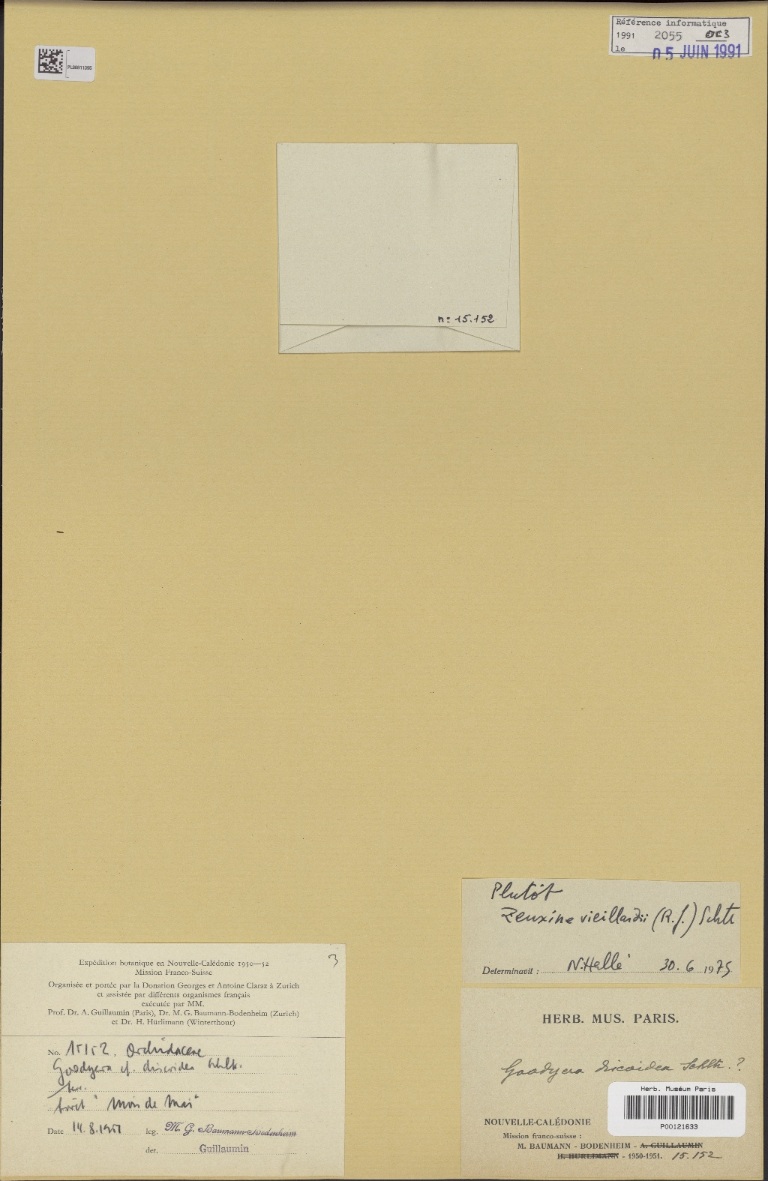 Référence informatique
1991 2055 DC3
le 05 JUIN 1991
n: 15.152
Plutôt
Zeuxine vieillardii (R.f.) Schltr
Determinavit : N. Hallé 30.6 1975
3
Expédition botanique en Nouvelle-Calédonie 1950—52
Mission Franco-Suisse
Organisée et portée par la Donation Georges et Antoine Claraz à Zurich
et assistée par différents organismes français
exécutée par MM.
Prof. Dr. A. Guillaumin (Paris), Dr. M. G. Baumann-Bodenheim (Zurich)
et Dr. H. Hürlimann (Winterthour)
No. 15152. Orchidaceae
Goodyera cf. discoidea Schltr.
forêt "Mois de Mai"
Date 14.8.1951 leg. M. G. Baumann-Bodenheim
det. Guillaumin
HERB. MUS. PARIS.
Goodyera discoidea Schltr. ?
Herb. Muséum Paris
P00121633
NOUVELLE-CALÉDONIE
Mission franco-suisse :
M. BAUMANN - BODENHEIM - A. GUILLAUMIN
H. HURLIMANN - 1950-1951. 15.152